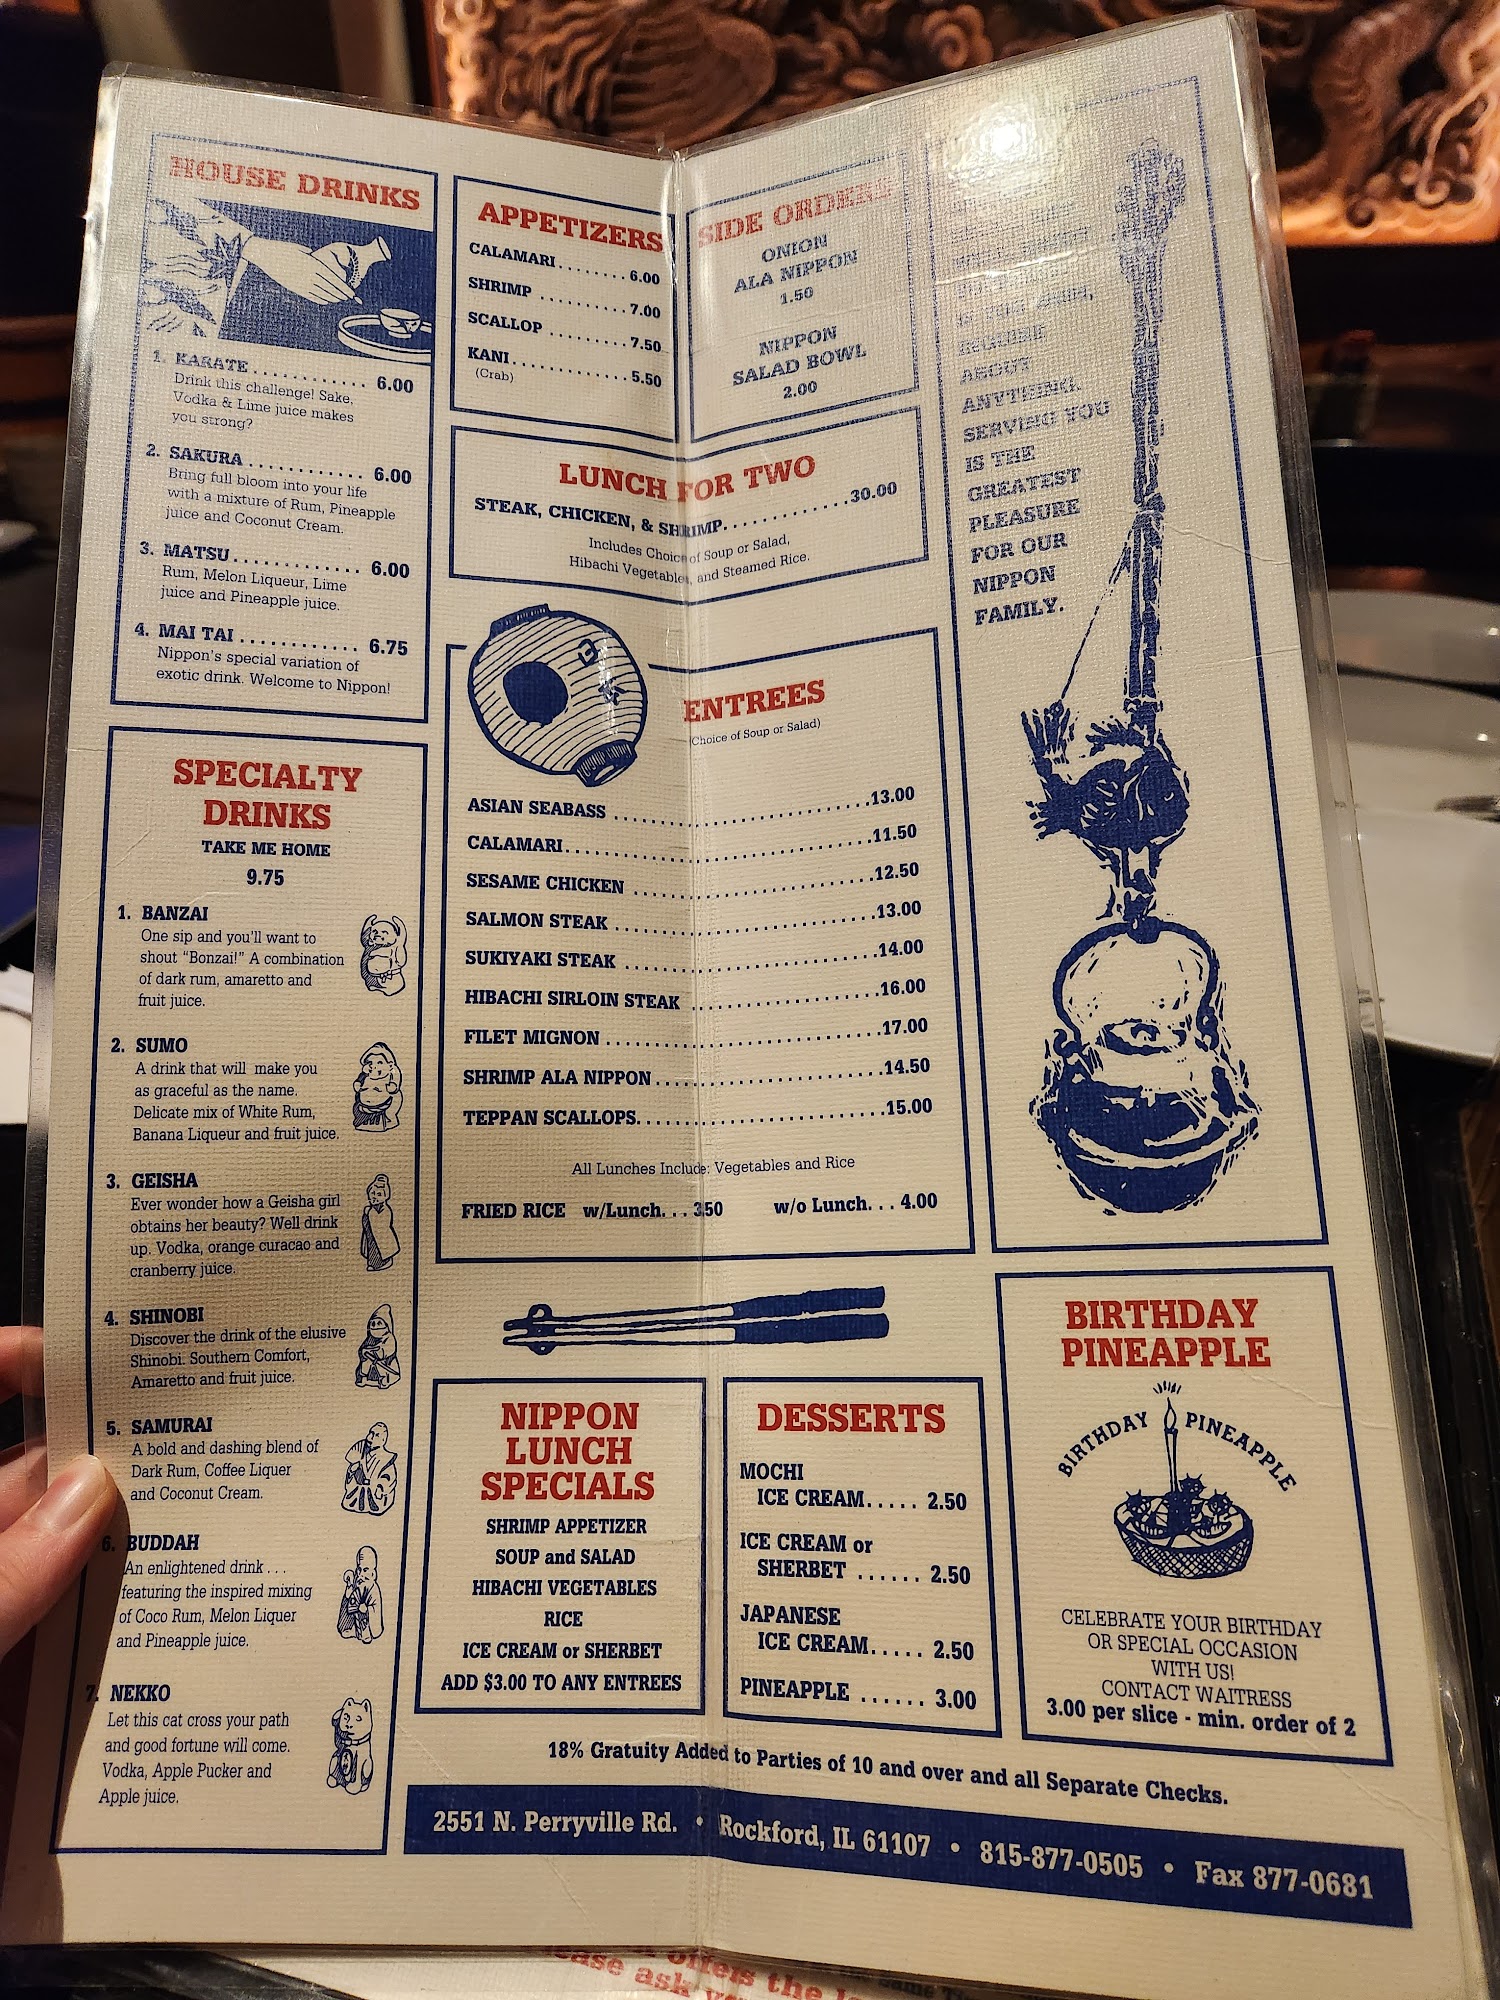 HOUSE DRINKS
1. KARATE............ 6.00
Drink this challenge! Sake,
Vodka & Lime juice makes
you strong?
2. SAKURA............ 6.00
Bring full bloom into your life
with a mixture of Rum, Pineapple
juice and Coconut Cream.
3. MATSU............. 6.00
Rum, Melon Liqueur, Lime
juice and Pineapple juice.
4. MAI TAI............ 6.75
Nippon's special variation of
exotic drink. Welcome to Nippon!
SPECIALTY
DRINKS
TAKE ME HOME
9.75
1. BANZAI
One sip and you'll want to
shout "Bonzai!" A combination
of dark rum, amaretto and
fruit juice.
2. SUMO
A drink that will make you
as graceful as the name.
Delicate mix of White Rum,
Banana Liqueur and fruit juice.
3. GEISHA
Ever wonder how a Geisha girl
obtains her beauty? Well drink
up. Vodka, orange curacao and
cranberry juice.
4. SHINOBI
Discover the drink of the elusive
Shinobi. Southern Comfort,
Amaretto and fruit juice.
5. SAMURAI
A bold and dashing blend of
Dark Rum, Coffee Liquer
and Coconut Cream.
6. BUDDAH
An enlightened drink . . .
featuring the inspired mixing
of Coco Rum, Melon Liquer
and Pineapple juice.
7. NEKKO
Let this cat cross your path
and good fortune will come.
Vodka, Apple Pucker and
Apple juice.
APPETIZERS
CALAMARI........6.00
SHRIMP.........7.00
SCALLOP........7.50
KANI............5.50
(Crab)
SIDE ORDERS
ONION
ALA NIPPON
1.50
NIPPON
SALAD BOWL
2.00
LUNCH FOR TWO
STEAK, CHICKEN, & SHRIMP.............30.00
Includes Choice of Soup or Salad,
Hibachi Vegetables, and Steamed Rice.
ENTREES
(Choice of Soup or Salad)
ASIAN SEABASS..........................13.00
CALAMARI..............................11.50
SESAME CHICKEN........................12.50
SALMON STEAK..........................13.00
SUKIYAKI STEAK.........................14.00
HIBACHI SIRLOIN STEAK..................16.00
FILET MIGNON...........................17.00
SHRIMP ALA NIPPON.....................14.50
TEPPAN SCALLOPS.......................15.00
All Lunches Include: Vegetables and Rice
FRIED RICE w/Lunch. . . 3.50 w/o Lunch. . . 4.00
ANYTHING.
SERVING YOU
IS THE
GREATEST
PLEASURE
FOR OUR
NIPPON
FAMILY.
NIPPON
LUNCH
SPECIALS
SHRIMP APPETIZER
SOUP and SALAD
HIBACHI VEGETABLES
RICE
ICE CREAM or SHERBET
ADD $3.00 TO ANY ENTREES
DESSERTS
MOCHI
ICE CREAM..... 2.50
ICE CREAM or
SHERBET ...... 2.50
JAPANESE
ICE CREAM..... 2.50
PINEAPPLE ...... 3.00
BIRTHDAY
PINEAPPLE
BIRTHDAY PINEAPPLE
CELEBRATE YOUR BIRTHDAY
OR SPECIAL OCCASION
WITH US!
CONTACT WAITRESS
3.00 per slice - min. order of 2
18% Gratuity Added to Parties of 10 and over and all Separate Checks.
2551 N. Perryville Rd. • Rockford, IL 61107 • 815-877-0505 • Fax 877-0681
offers the
ask